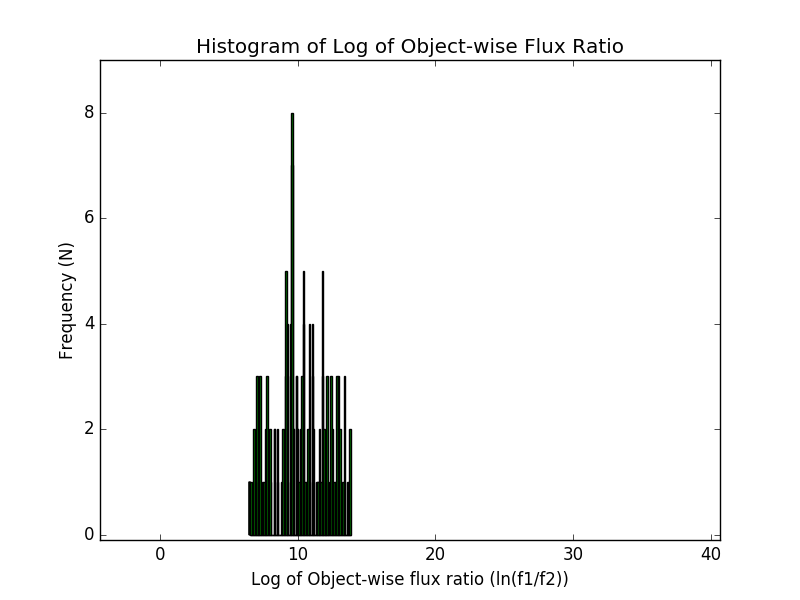 Histogram of Log of Object-wise Flux Ratio
8
6
4
2
0
Frequency (N)
0 10 20 30 40
Log of Object-wise flux ratio (ln(f1/f2))